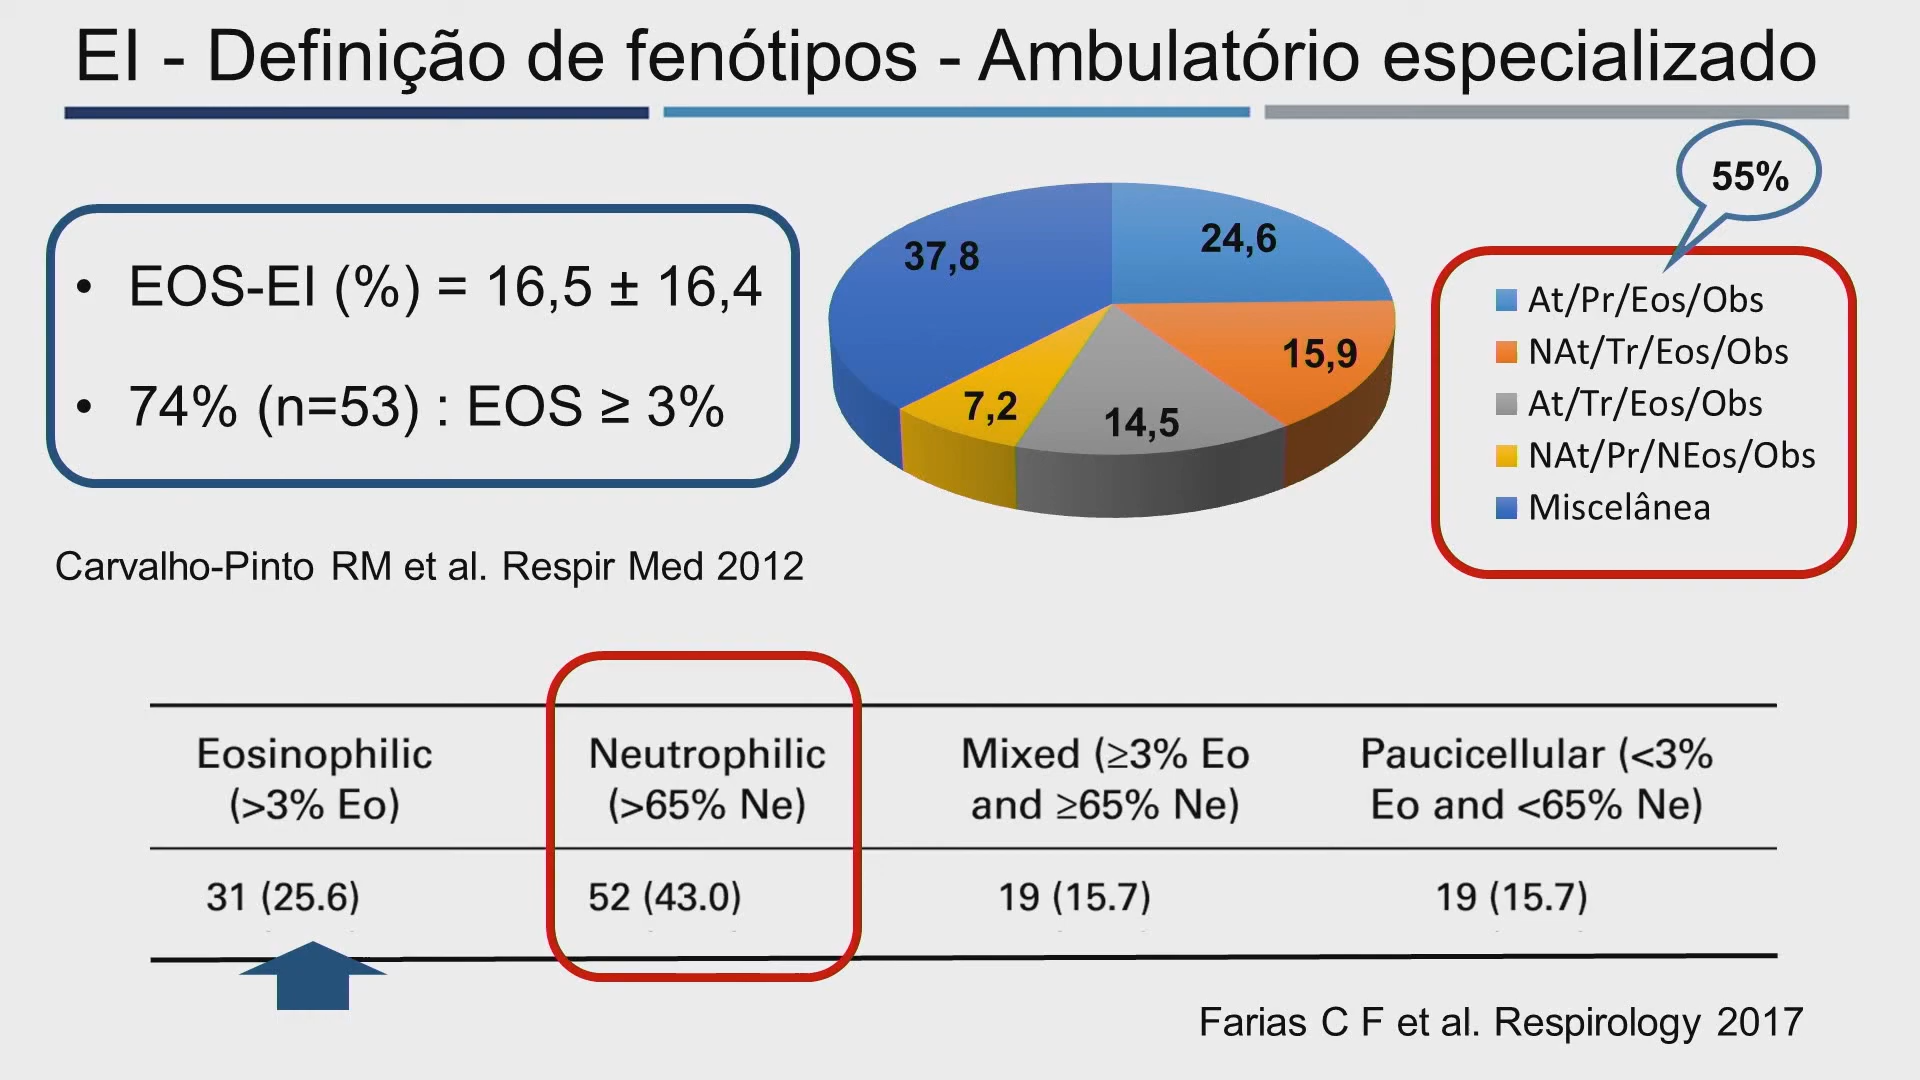 EI - Definição de fenótipos - Ambulatório especializado
• EOS-EI (%) = 16,5 ± 16,4
• 74% (n=53) : EOS ≥ 3%
Carvalho-Pinto RM et al. Respir Med 2012
37,8
24,6
15,9
14,5
7,2
55%
At/Pr/Eos/Obs
NAt/Tr/Eos/Obs
At/Tr/Eos/Obs
NAt/Pr/NEos/Obs
Miscelânea
Eosinophilic
(>3% Eo)
Neutrophilic
(>65% Ne)
Mixed (≥3% Eo
and ≥65% Ne)
Paucicellular (<3%
Eo and <65% Ne)
31 (25.6)
52 (43.0)
19 (15.7)
19 (15.7)
Farias C F et al. Respirology 2017